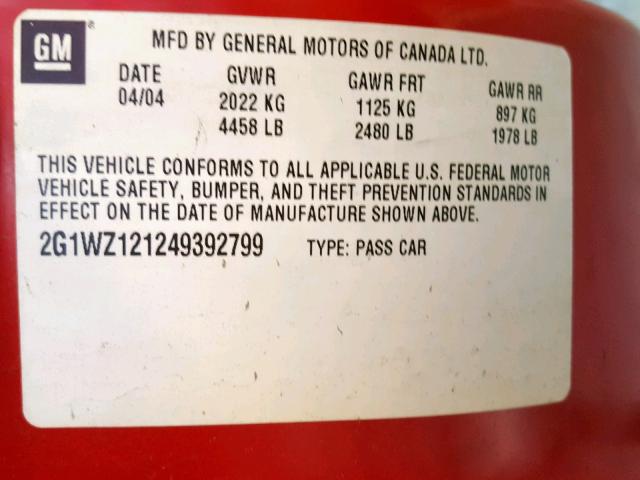 GM
MFD BY GENERAL MOTORS OF CANADA LTD.
DATE GVWR GAWR FRT GAWR RR
04/04 2022 KG 1125 KG 897 KG
4458 LB 2480 LB 1978 LB
THIS VEHICLE CONFORMS TO ALL APPLICABLE U.S. FEDERAL MOTOR
VEHICLE SAFETY, BUMPER, AND THEFT PREVENTION STANDARDS IN
EFFECT ON THE DATE OF MANUFACTURE SHOWN ABOVE.
2G1WZ121249392799 TYPE: PASS CAR